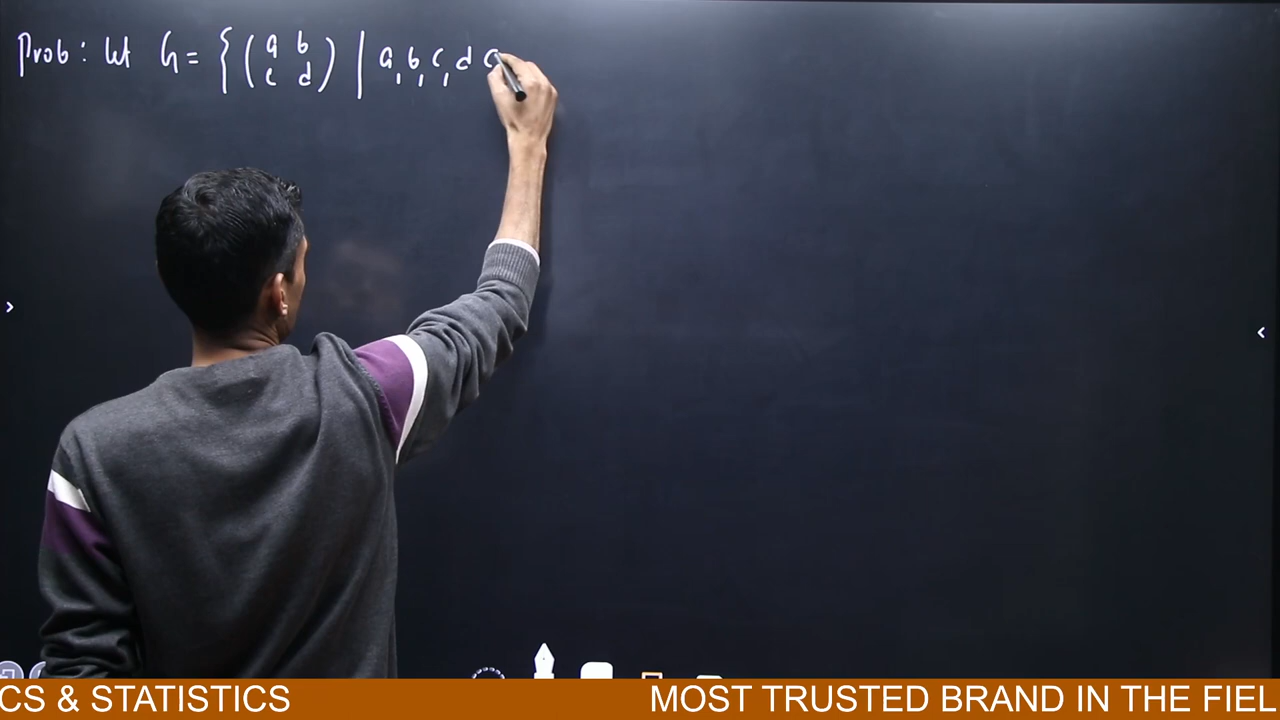 Prob: let G = { ( a b
c d ) | a, b, c, d ∈
CS & STATISTICS MOST TRUSTED BRAND IN THE FIEL